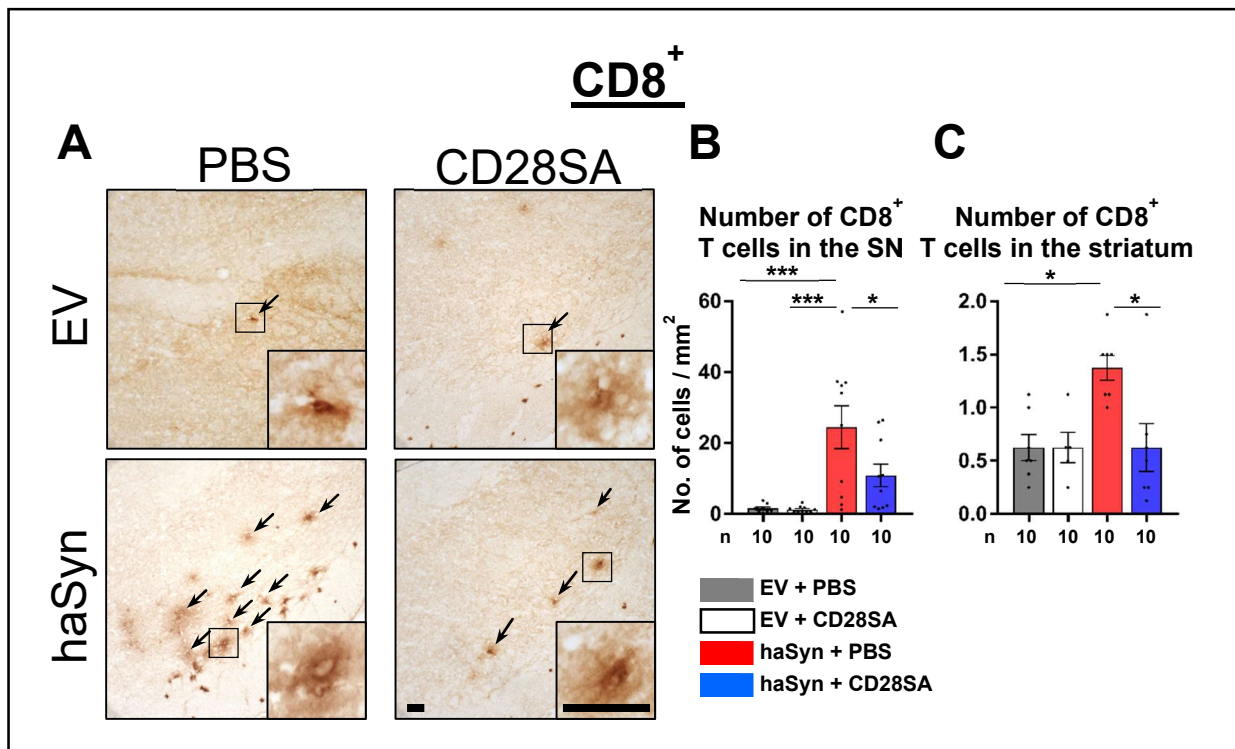 CD8⁺
A
PBS
CD28SA
EV
haSyn
B
Number of CD8⁺
T cells in the SN
***
***
*
No. of cells / mm²
60
40
20
0
n 10 10 10 10
C
Number of CD8⁺
T cells in the striatum
*
*
2.0
1.5
1.0
0.5
0.0
10 10 10 10
EV + PBS
EV + CD28SA
haSyn + PBS
haSyn + CD28SA